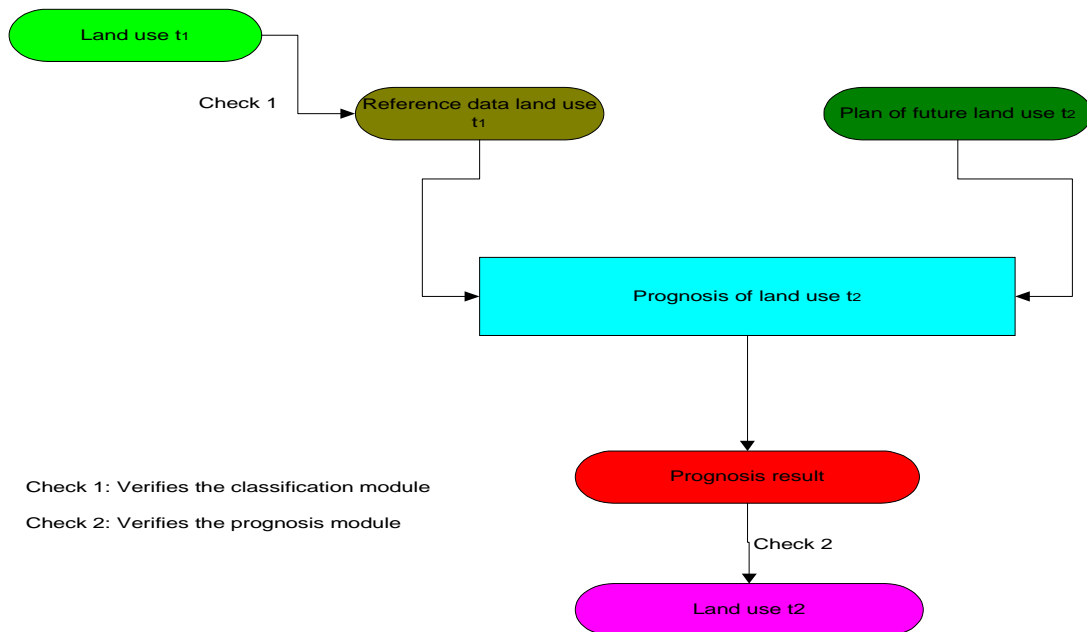 Land use t1
Check 1
Reference data land use
t1
Plan of future land use t2
Prognosis of land use t2
Prognosis result
Check 1: Verifies the classification module
Check 2: Verifies the prognosis module
Check 2
Land use t2